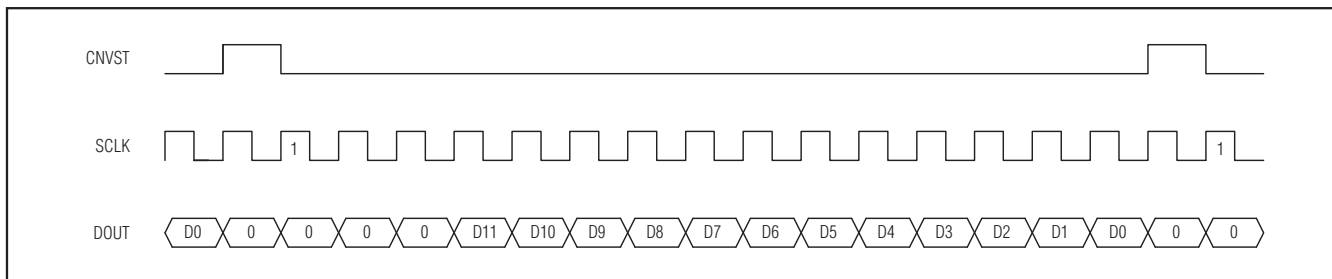 CNVST
SCLK 1 1
DOUT D0 0 0 0 0 D11 D10 D9 D8 D7 D6 D5 D4 D3 D2 D1 D0 0 0